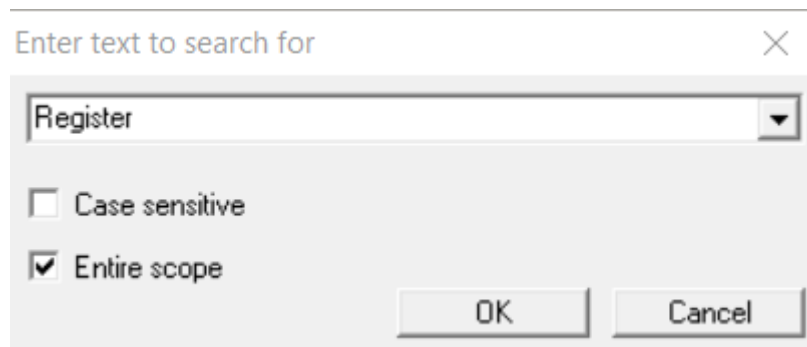 Enter text to search for
Register
Case sensitive
Entire scope
OK Cancel